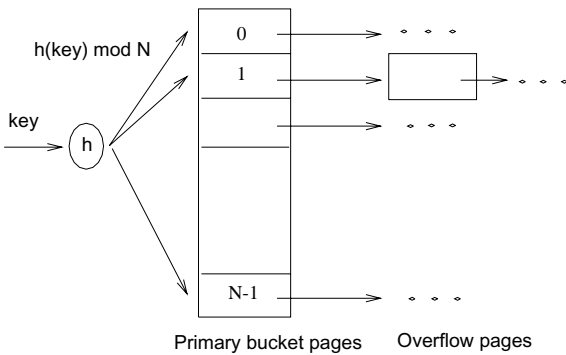 h(key) mod N
key
h
0
1
N-1
Primary bucket pages
Overflow pages